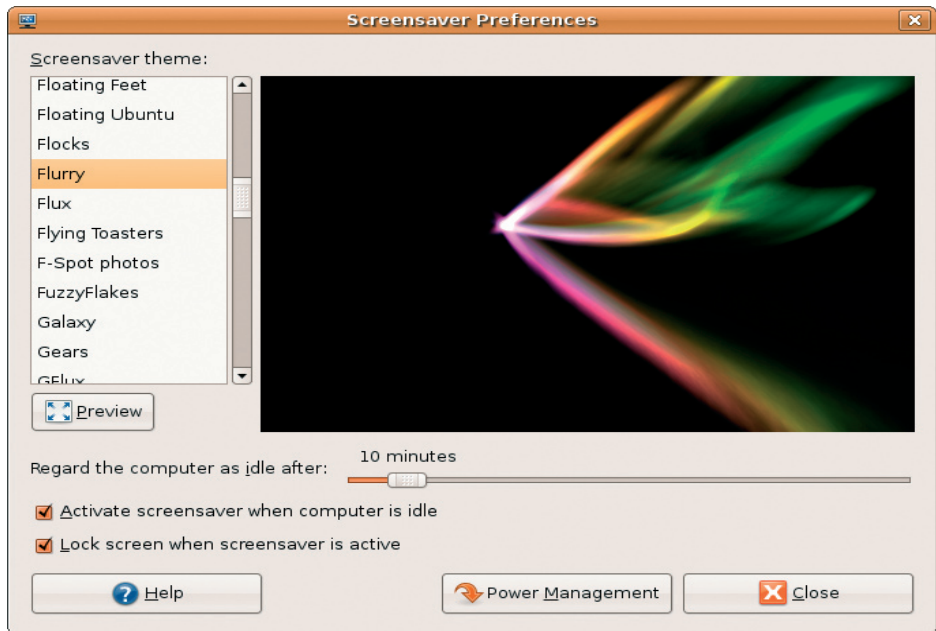 Screensaver Preferences
Screensaver theme:
Floating Feet
Floating Ubuntu
Flocks
Flurry
Flux
Flying Toasters
F-Spot photos
FuzzyFlakes
Galaxy
Gears
GFlux
Preview
10 minutes
Regard the computer as idle after:
Activate screensaver when computer is idle
Lock screen when screensaver is active
Help
Power Management
Close